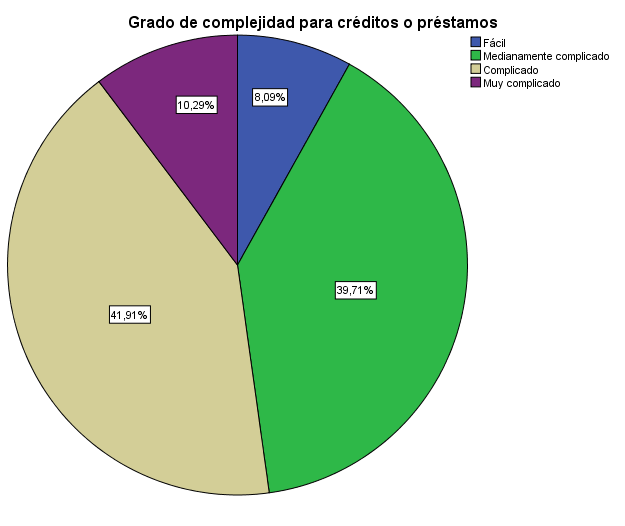 Grado de complejidad para créditos o préstamos
Fácil
Medianamente complicado
Complicado
Muy complicado
10,29%
8,09%
39,71%
41,91%